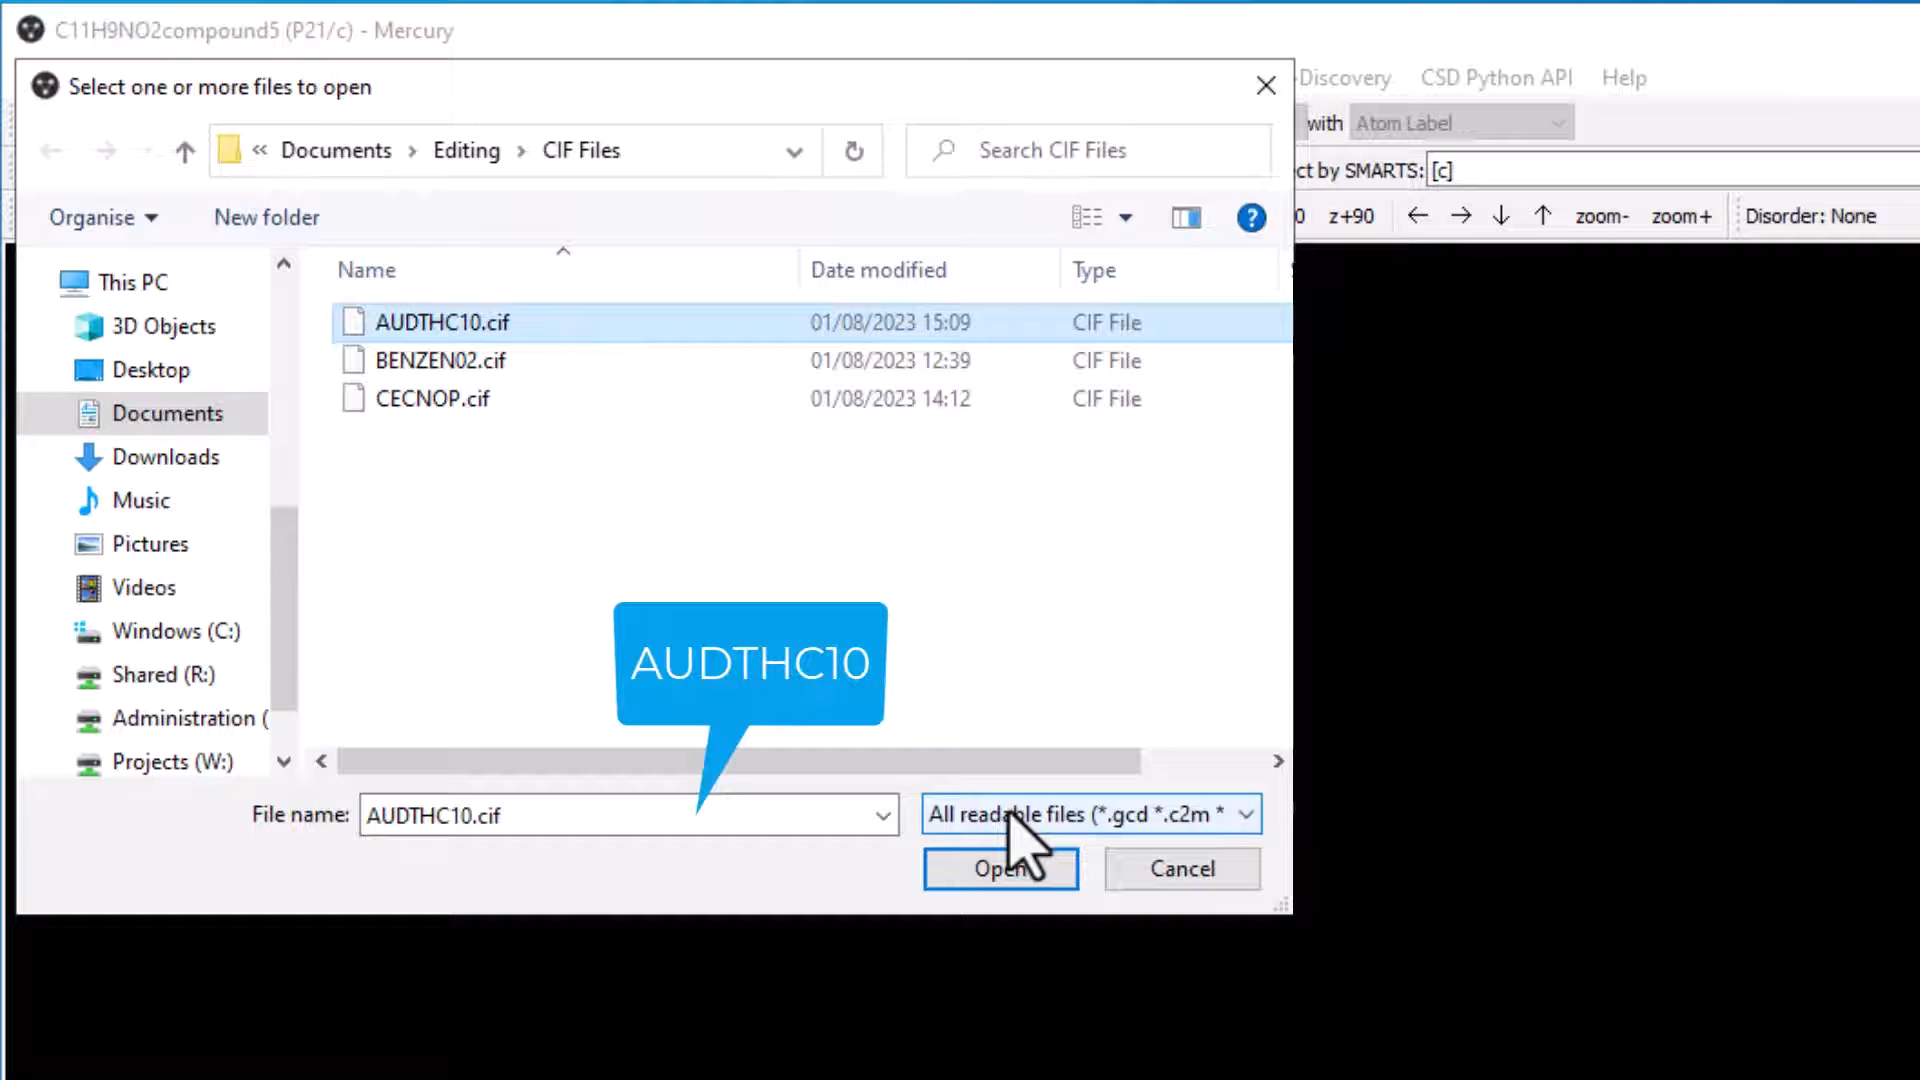 C11H9NO2compound5 (P21/c) - Mercury
Select one or more files to open
Discovery CSD Python API Help
with Atom Label
« Documents › Editing › CIF Files
Search CIF Files
ct by SMARTS: [c]
Organise New folder
0 z+90 ← → ↓ ↑ zoom- zoom+ Disorder: None
Name Date modified Type
This PC
3D Objects
Desktop
Documents
Downloads
Music
Pictures
Videos
Windows (C:)
Shared (R:)
Administration (
Projects (W:)
AUDTHC10.cif 01/08/2023 15:09 CIF File
BENZEN02.cif 01/08/2023 12:39 CIF File
CECNOP.cif 01/08/2023 14:12 CIF File
AUDTHC10
File name: AUDTHC10.cif
All readable files (*.gcd *.c2m *
Open Cancel